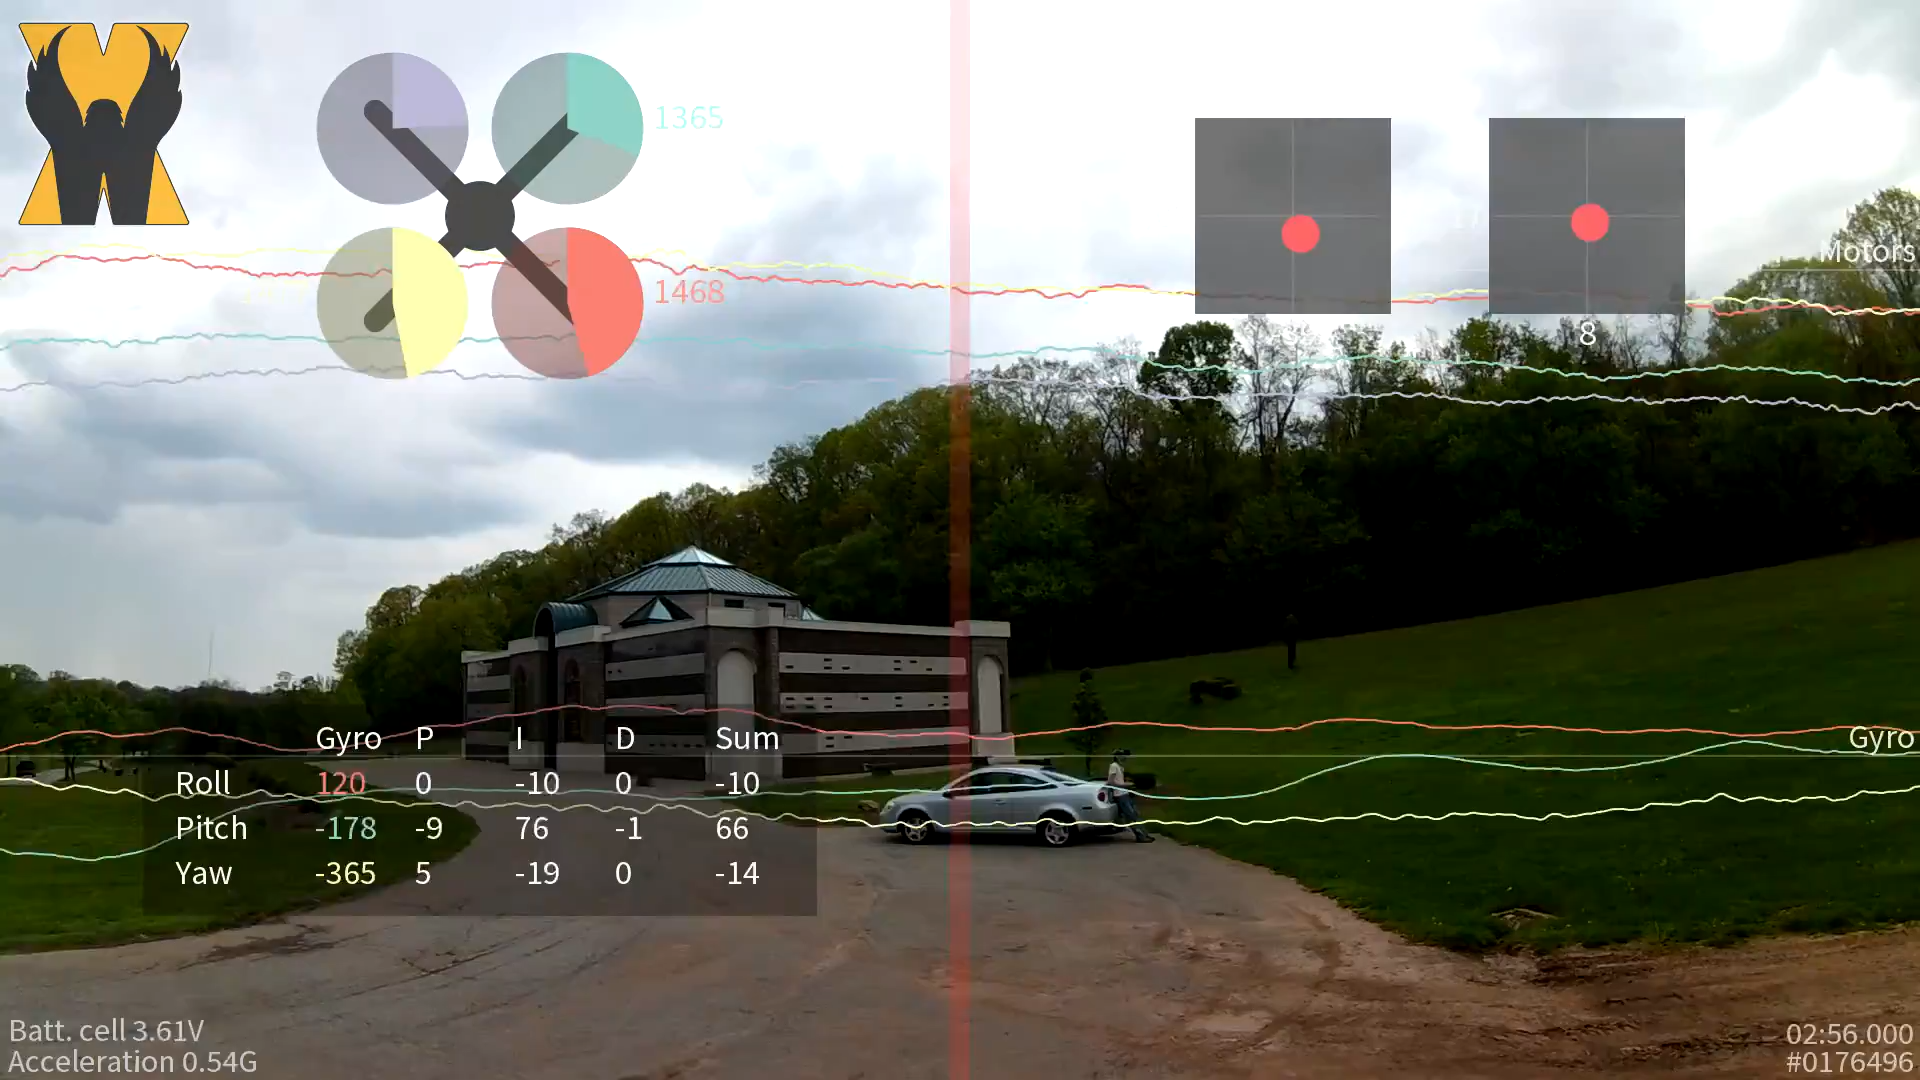 1365
1468
Motors
8
Gyro
Gyro P I D Sum
Roll 120 0 -10 0 -10
Pitch -178 -9 76 -1 66
Yaw -365 5 -19 0 -14
Batt. cell 3.61V
Acceleration 0.54G
02:56.000
#0176496